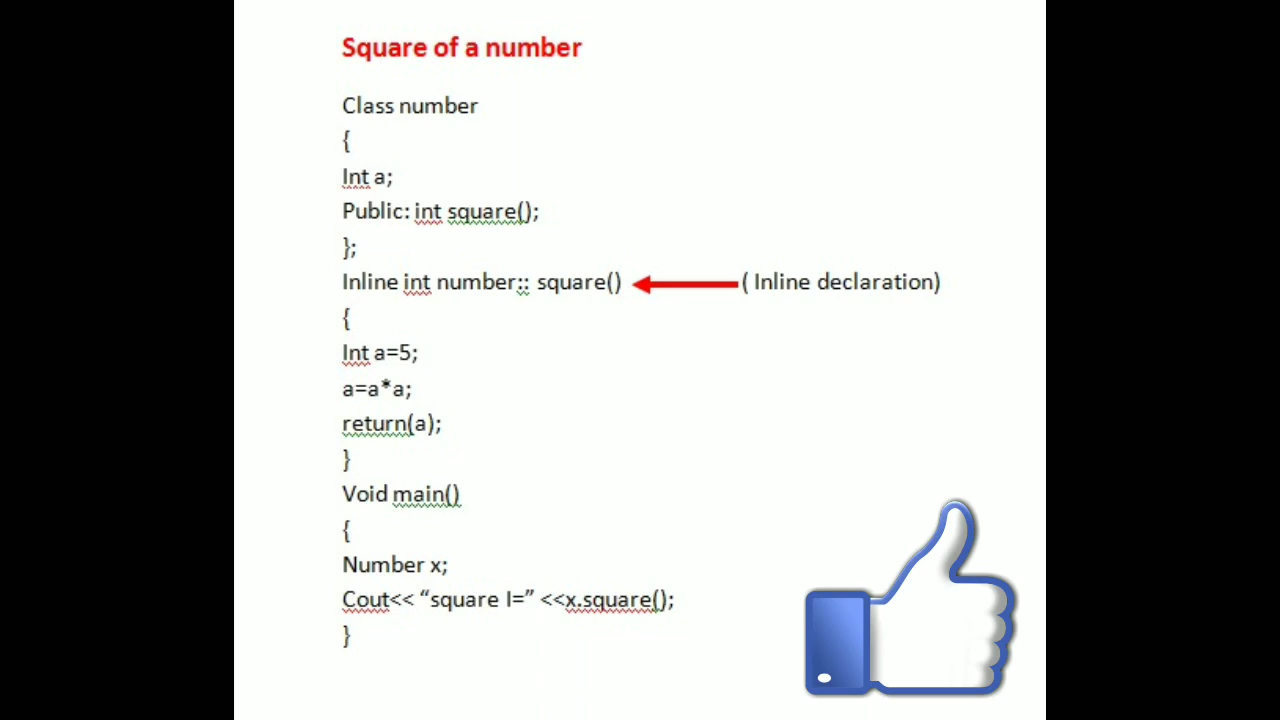 Square of a number
Class number
{
Int a;
Public: int square();
};
Inline int number:: square() ( Inline declaration)
{
Int a=5;
a=a*a;
return(a);
}
Void main()
{
Number x;
Cout<< “square I=” <<x.square();
}